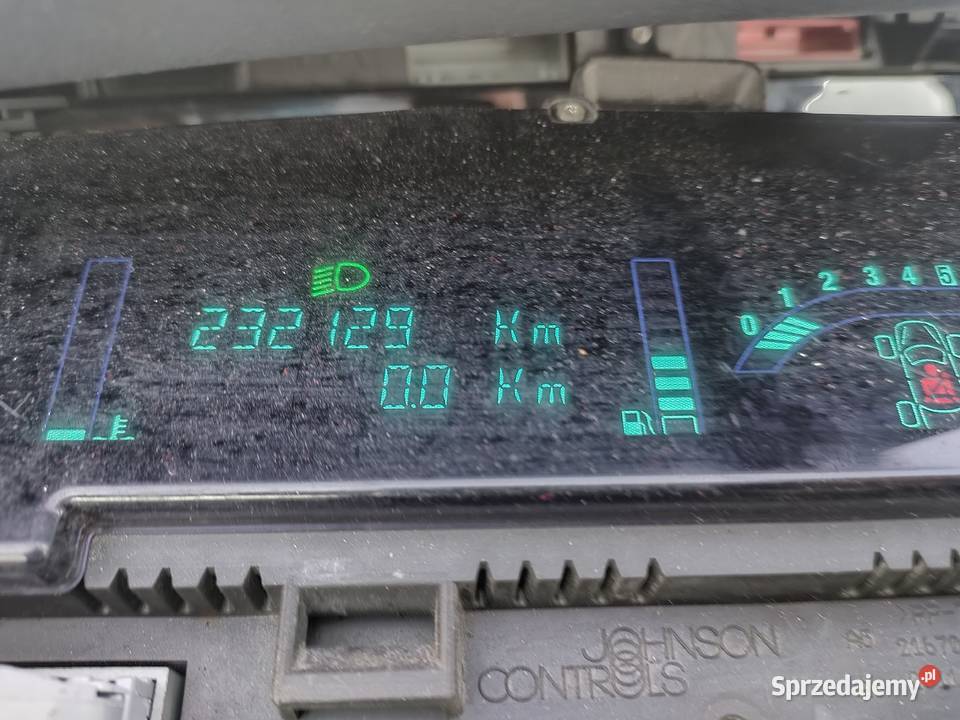 0 1 2 3 4 5
232129 Km
0.0 Km
JOHNSON
CONTROLS
Sprzedajemy.pl